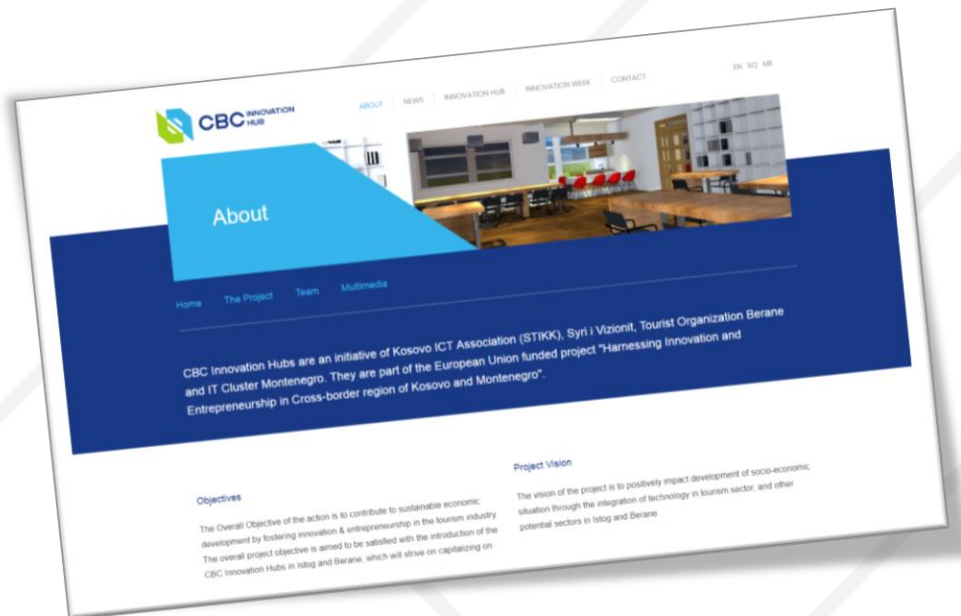 CBC INNOVATION HUB
ABOUT NEWS INNOVATION HUB INNOVATION WEEK CONTACT
EN SQ ME
About
Home The Project Team Multimedia
CBC Innovation Hubs are an initiative of Kosovo ICT Association (STIKK), Syri i Vizionit, Tourist Organization Berane
and IT Cluster Montenegro. They are part of the European Union funded project "Harnessing Innovation and
Entrepreneurship in Cross-border region of Kosovo and Montenegro".
Objectives
The Overall Objective of the action is to contribute to sustainable economic
development by fostering innovation & entrepreneurship in the tourism industry.
The overall project objective is aimed to be satisfied with the introduction of the
CBC Innovation Hubs in Istog and Berane, which will strive on capitalizing on
Project Vision
The vision of the project is to positively impact development of socio-economic
situation through the integration of technology in tourism sector, and other
potential sectors in Istog and Berane.